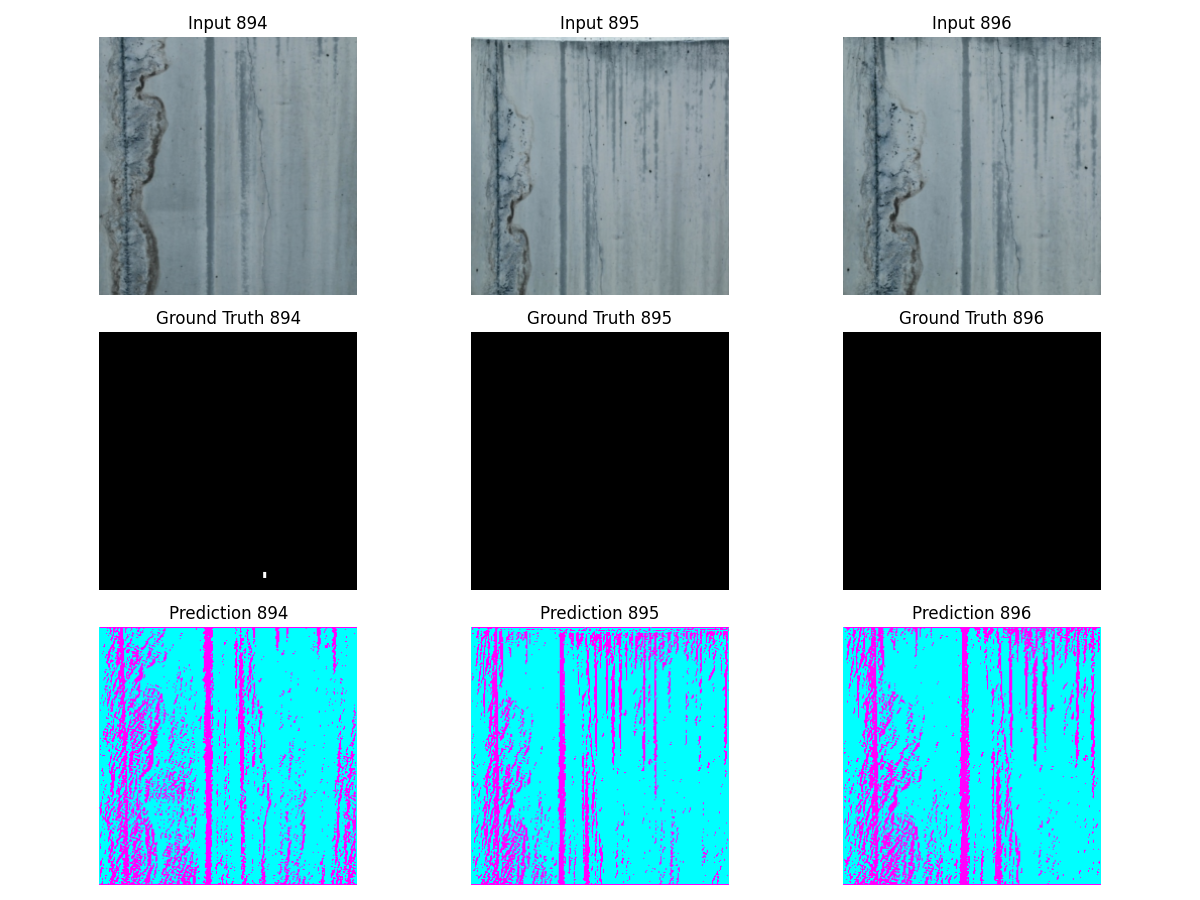 Input 894
Input 895
Input 896
Ground Truth 894
Ground Truth 895
Ground Truth 896
Prediction 894
Prediction 895
Prediction 896